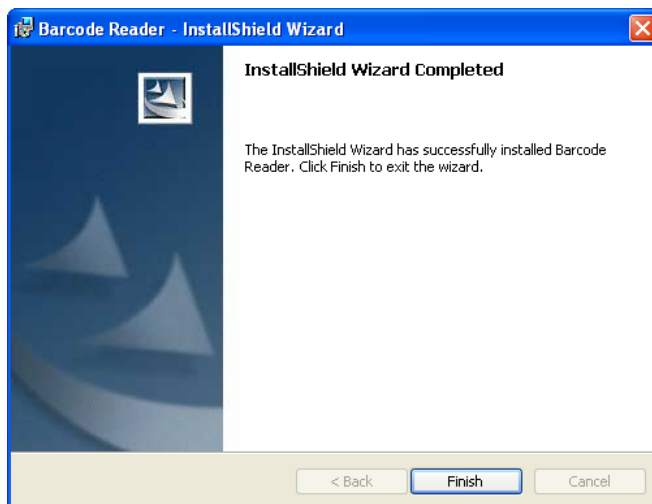 Barcode Reader - InstallShield Wizard
InstallShield Wizard Completed
The InstallShield Wizard has successfully installed Barcode
Reader. Click Finish to exit the wizard.
< Back
Finish
Cancel